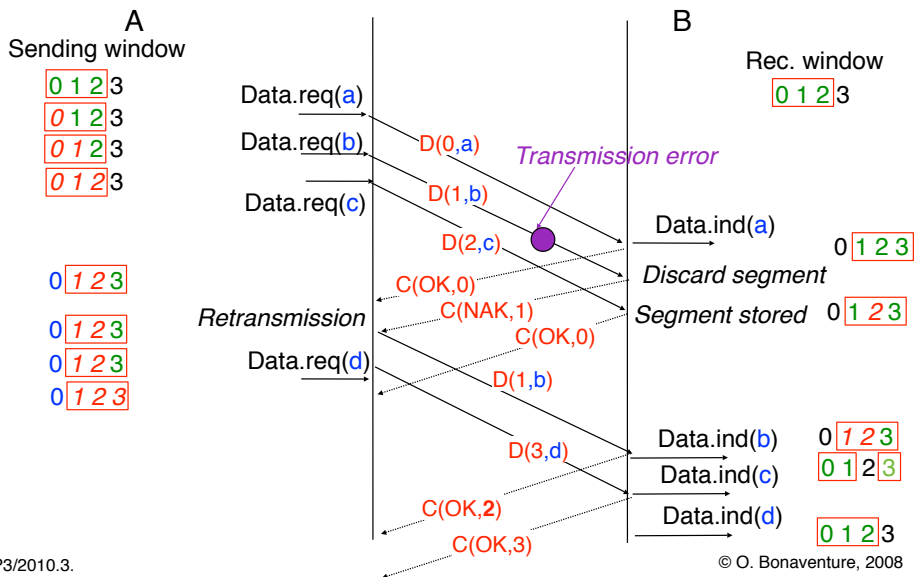 A
B
Sending window
Rec. window
0 1 2 3
0 1 2 3
Data.req(a)
0 1 2 3
D(0,a)
Data.req(b)
Transmission error
0 1 2 3
0 1 2 3
D(1,b)
Data.req(c)
Data.ind(a)
D(2,c)
0 1 2 3
0 1 2 3
C(OK,0)
Discard segment
C(NAK,1)
Retransmission
Segment stored
0 1 2 3
0 1 2 3
C(OK,0)
Data.req(d)
0 1 2 3
D(1,b)
0 1 2 3
Data.ind(b)
0 1 2 3
D(3,d)
Data.ind(c)
0 1 2 3
C(OK,2)
Data.ind(d)
0 1 2 3
C(OK,3)
P3/2010.3.
© O. Bonaventure, 2008